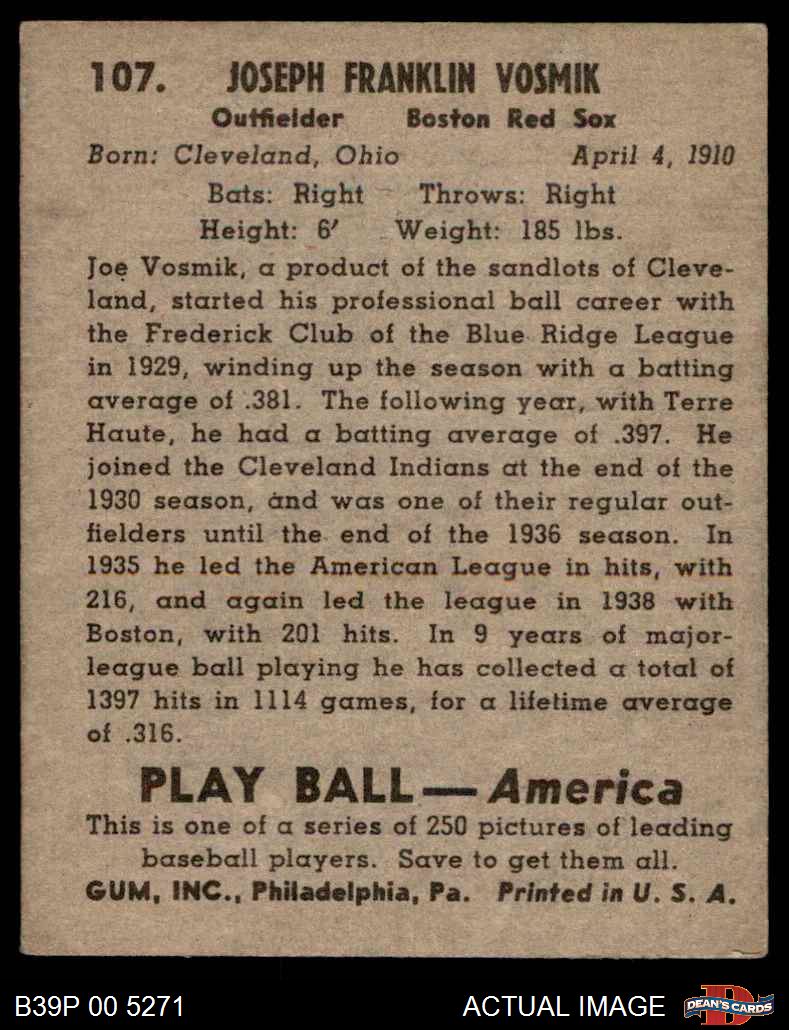 107. JOSEPH FRANKLIN VOSMIK
Outfielder Boston Red Sox
Born: Cleveland, Ohio April 4, 1910
Bats: Right Throws: Right
Height: 6' Weight: 185 lbs.
Joe Vosmik, a product of the sandlots of Cleve-
land, started his professional ball career with
the Frederick Club of the Blue Ridge League
in 1929, winding up the season with a batting
average of .381. The following year, with Terre
Haute, he had a batting average of .397. He
joined the Cleveland Indians at the end of the
1930 season, and was one of their regular out-
fielders until the end of the 1936 season. In
1935 he led the American League in hits, with
216, and again led the league in 1938 with
Boston, with 201 hits. In 9 years of major-
league ball playing he has collected a total of
1397 hits in 1114 games, for a lifetime average
of .316.
PLAY BALL—America
This is one of a series of 250 pictures of leading
baseball players. Save to get them all.
GUM, INC., Philadelphia, Pa. Printed in U. S. A.
B39P 00 5271 ACTUAL IMAGE DEAN'S CARDS